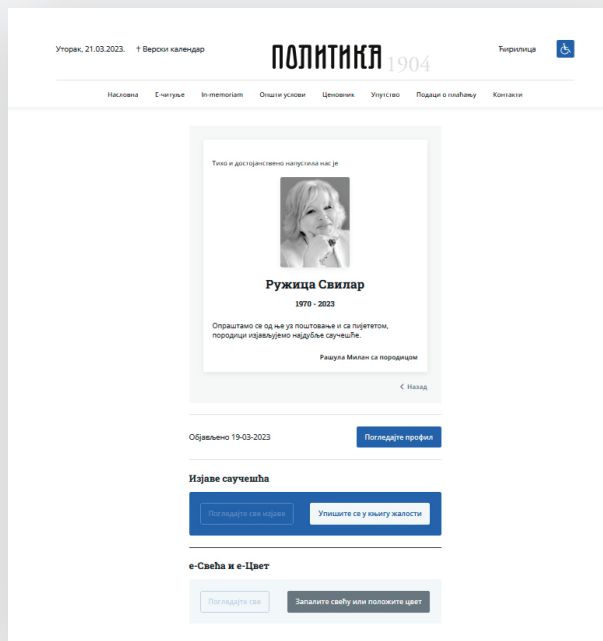 Уторак, 21.03.2023. ✝ Верски календар
ПОЛИТИКА 1904
Ћирилица
Насловна Е-читуље In-memoriam Општи услови Ценовник Упутство Подаци о плаћању Контакти
Тихо и достојанствено напустила нас је
Ружица Свилар
1970 - 2023
Опраштамо се од ње уз поштовање и са пијететом,
породици изјављујемо најдубље саучешће.
Рашула Милан са породицом
Назад
Објављено 19-03-2023
Погледајте профил
Изјаве саучешћа
Погледајте све изјаве Упишите се у књигу жалости
е-Свећа и е-Цвет
Погледајте све Запалите свећу или положите цвет